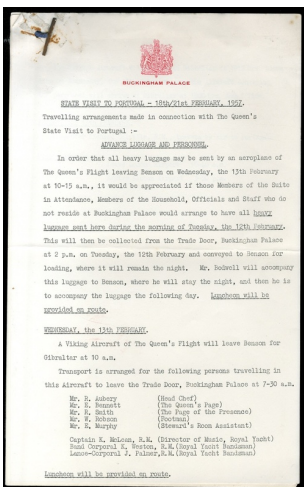 BUCKINGHAM PALACE
STATE VISIT TO PORTUGAL - 18th/21st FEBRUARY, 1957.
Travelling arrangements made in connection with The Queen's
State Visit to Portugal :-
ADVANCE LUGGAGE AND PERSONNEL.
In order that all heavy luggage may be sent by an aeroplane of
The Queen's Flight leaving Benson on Wednesday, the 13th February
at 10-15 a.m., it would be appreciated if those Members of the Suite
in Attendance, Members of the Household, Officials and Staff who do
not reside at Buckingham Palace would arrange to have all heavy
luggage sent here during the morning of Tuesday, the 12th February.
This will then be collected from the Trade Door, Buckingham Palace
at 2 p.m. on Tuesday, the 12th February and conveyed to Benson for
loading, where it will remain the night. Mr. Rodwell will accompany
this luggage to Benson, where he will stay the night, and then he is
to accompany the luggage the following day. Luncheon will be
provided en route.
WEDNESDAY, the 13th FEBRUARY.
A Viking Aircraft of The Queen's Flight will leave Benson for
Gibraltar at 10 a.m.
Transport is arranged for the following persons travelling in
this Aircraft to leave the Trade Door, Buckingham Palace at 7-30 a.m.
Mr. R. Aubery (Head Chef)
Mr. E. Bennett (The Queen's Page)
Mr. H. Smith (The Page of the Presence)
Mr. W. Robson (Footman)
Mr. E. Murphy (Steward's Room Assistant)
Captain K. McLean, R.M. (Director of Music, Royal Yacht)
Band Corporal K. Weston, R.M. (Royal Yacht Bandsman)
Lance-Corporal J. Palmer, R.M. (Royal Yacht Bandsman)
Luncheon will be provided en route.